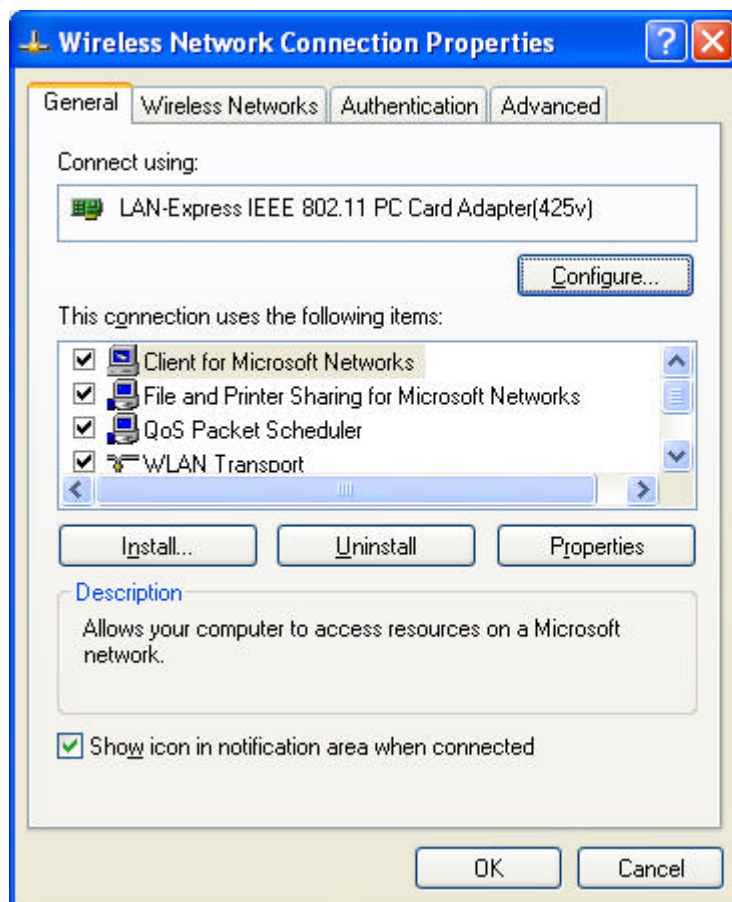 Wireless Network Connection Properties
General Wireless Networks Authentication Advanced
Connect using:
LAN-Express IEEE 802.11 PC Card Adapter(425v)
Configure...
This connection uses the following items:
Client for Microsoft Networks
File and Printer Sharing for Microsoft Networks
QoS Packet Scheduler
WLAN Transport
Install... Uninstall Properties
Description
Allows your computer to access resources on a Microsoft
network.
Show icon in notification area when connected
OK Cancel